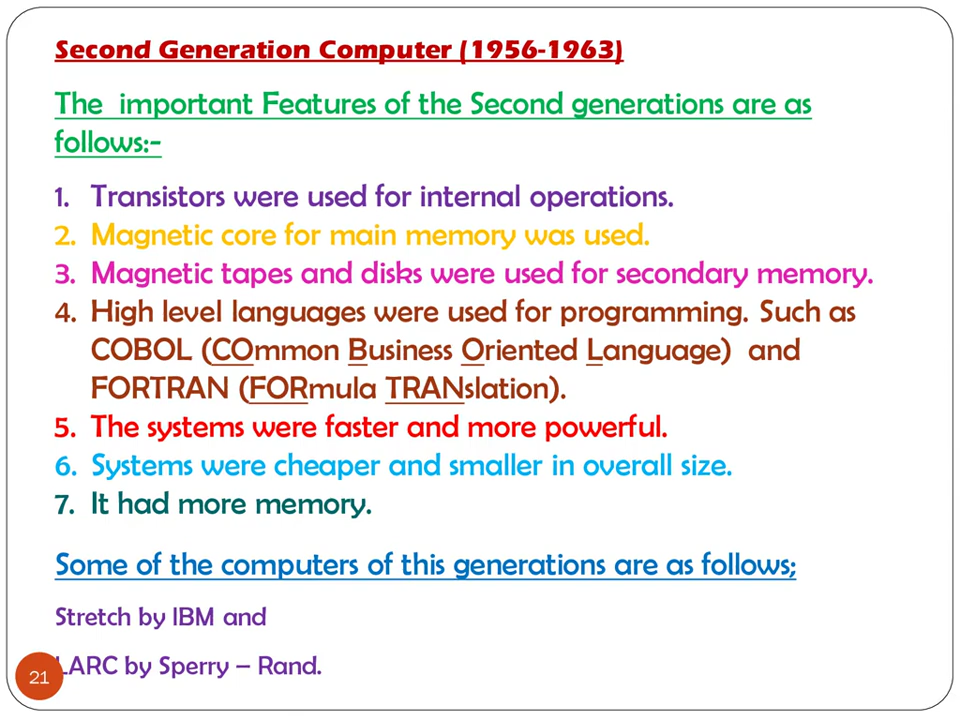 Second Generation Computer (1956-1963)
The important Features of the Second generations are as
follows:-
1. Transistors were used for internal operations.
2. Magnetic core for main memory was used.
3. Magnetic tapes and disks were used for secondary memory.
4. High level languages were used for programming. Such as
COBOL (COmmon Business Oriented Language) and
FORTRAN (FORmula TRANslation).
5. The systems were faster and more powerful.
6. Systems were cheaper and smaller in overall size.
7. It had more memory.
Some of the computers of this generations are as follows;
Stretch by IBM and
LARC by Sperry – Rand.
21